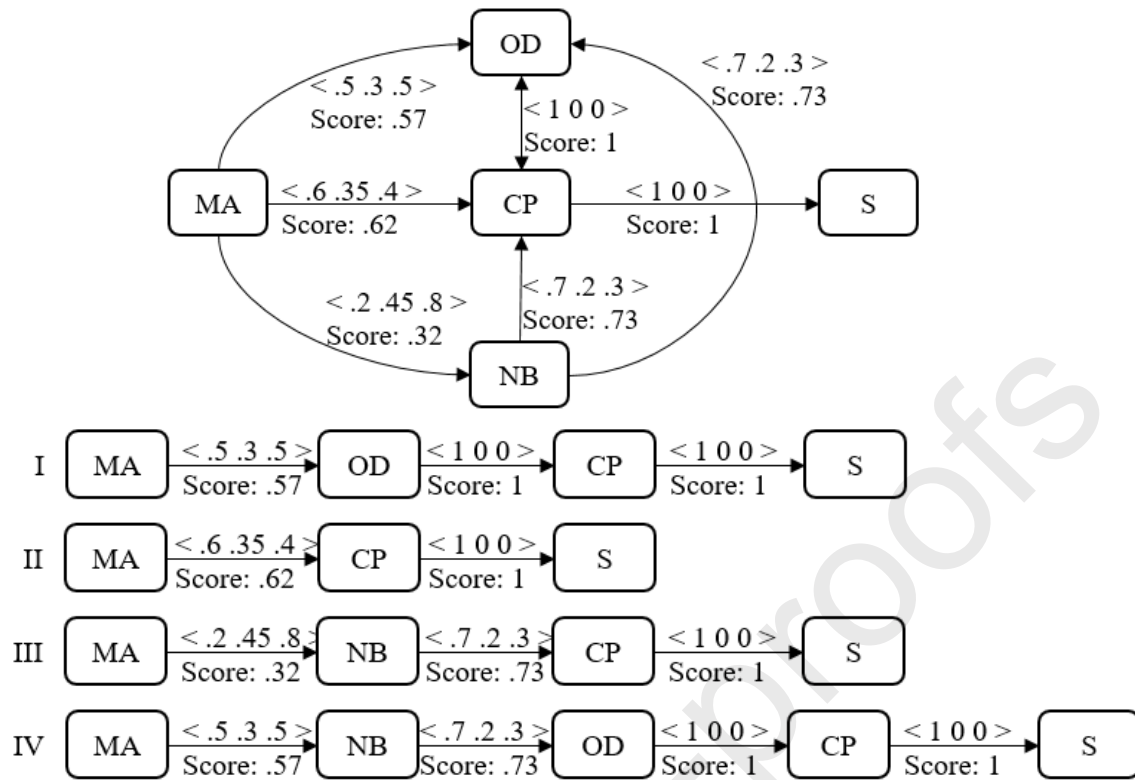 OD
< .5 .3 .5>
Score: .57
< .7 .2 .3 >
Score: .73
< 1 0 0 >
Score: 1
MA
< .6 .35 .4 >
Score: .62
CP
< 1 0 0 >
Score: 1
S
< .2 .45 .8 >
Score: .32
< .7 .2 .3 >
Score: .73
NB
I MA < .5 .3 .5> OD < 1 0 0 > CP < 1 0 0 > S
Score: .57 Score: 1 Score: 1
II MA < .6 .35 .4 > CP < 1 0 0 > S
Score: .62 Score: 1
III MA < .2 .45 .8 > NB < .7 .2 .3> CP < 1 0 0 > S
Score: .32 Score: .73 Score: 1
IV MA < .5 .3 .5> NB < .7 .2 .3> OD < 1 0 0 > CP < 1 0 0 > S
Score: .57 Score: .73 Score: 1 Score: 1
proofs